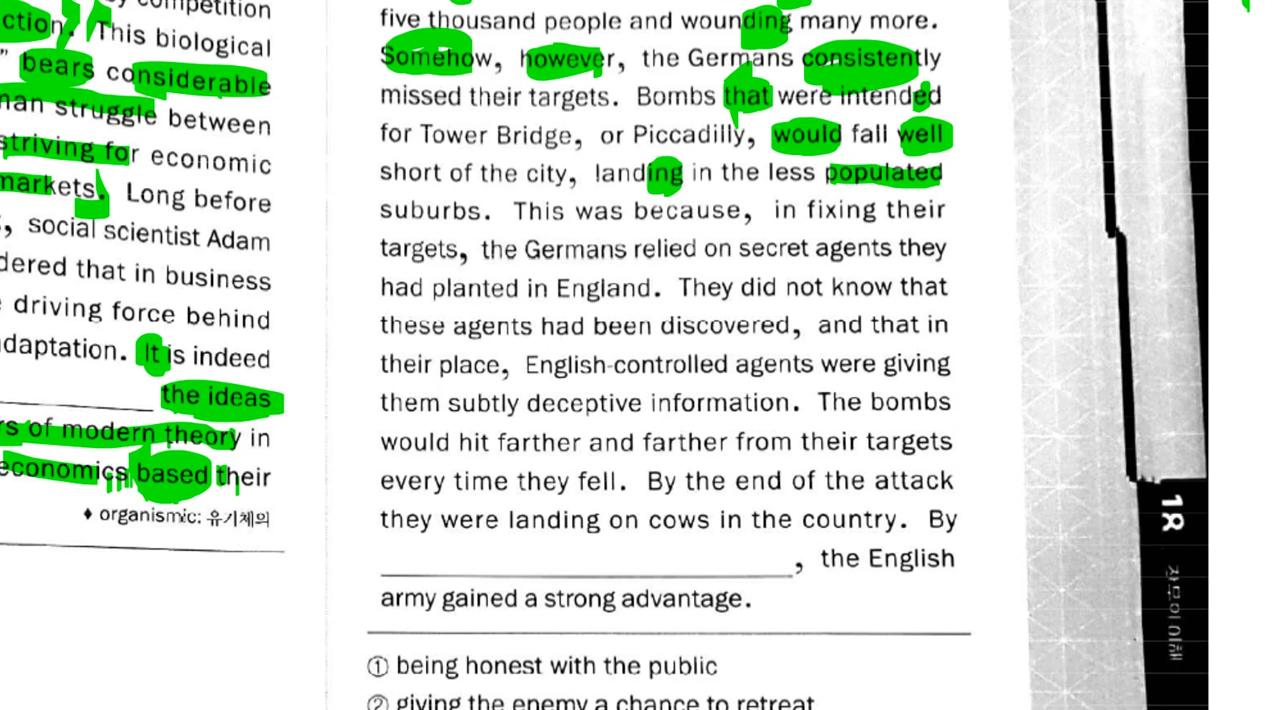 competition
ction. This biological
" bears considerable
man struggle between
striving for economic
markets. Long before
, social scientist Adam
dered that in business
driving force behind
daptation. It is indeed
the ideas
rs of modern theory in
economics based their
♦ organismic: 유기체의
five thousand people and wounding many more.
Somehow, however, the Germans consistently
missed their targets. Bombs that were intended
for Tower Bridge, or Piccadilly, would fall well
short of the city, landing in the less populated
suburbs. This was because, in fixing their
targets, the Germans relied on secret agents they
had planted in England. They did not know that
these agents had been discovered, and that in
their place, English-controlled agents were giving
them subtly deceptive information. The bombs
would hit farther and farther from their targets
every time they fell. By the end of the attack
they were landing on cows in the country. By
, the English
army gained a strong advantage.
① being honest with the public
② giving the enemy a chance to retreat
18